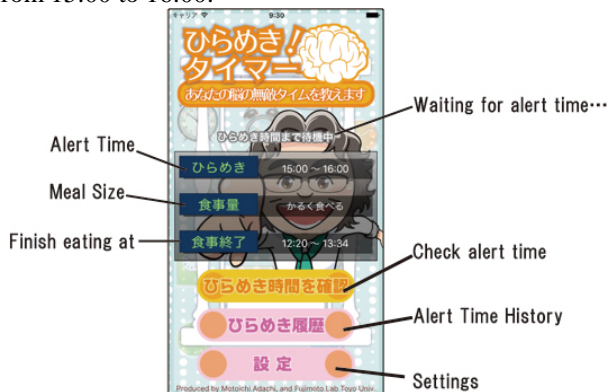 from 15:00 to 16:00.
キャリア 9:30
ひらめき!
タイマー
あなたの脳の無敵タイムを教えます
Waiting for alert time…
ひらめき時間まで待機中
Alert Time
ひらめき 15:00 ~ 16:00
Meal Size
食事量 かるく食べる
Finish eating at
食事終了 12:20 ~ 13:34
Check alert time
ひらめき時間を確認
Alert Time History
ひらめき履歴
設定
Settings
Produced by Motoichi Adachi, and Fujimoto Lab Toyo Univ.